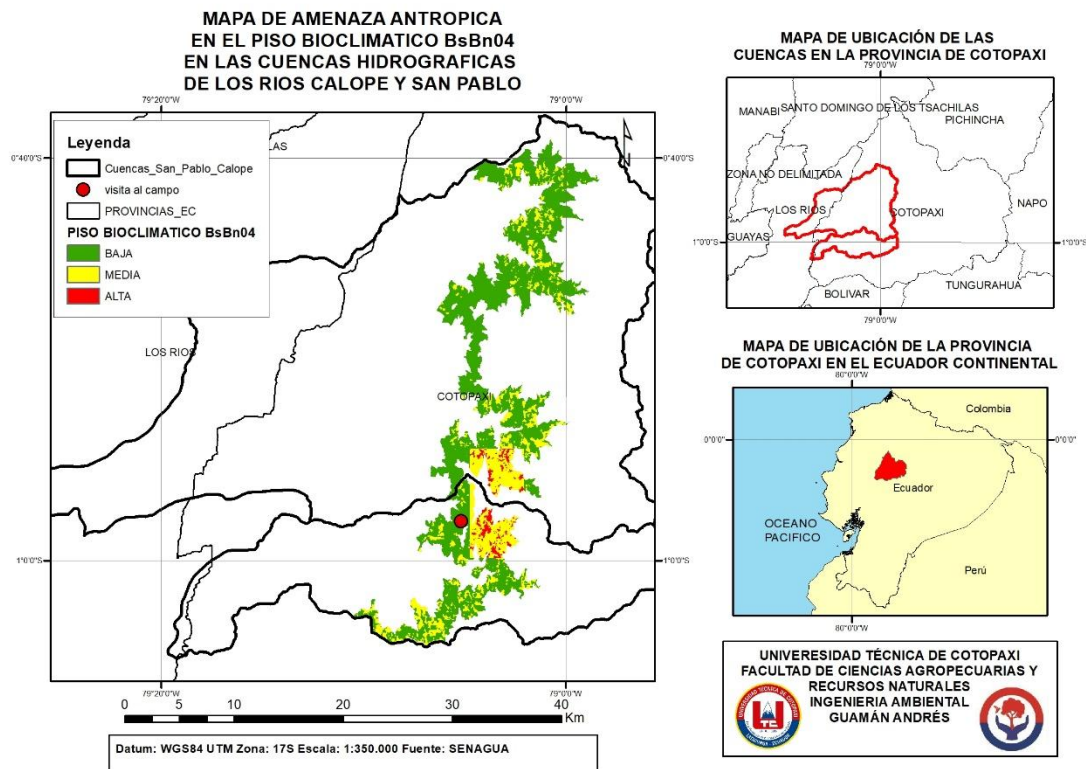 MAPA DE AMENAZA ANTROPICA
EN EL PISO BIOCLIMATICO BsBn04
EN LAS CUENCAS HIDROGRAFICAS
DE LOS RIOS CALOPE Y SAN PABLO
79°20'0"W
79°0'0"W
0°40'0"S
0°40'0"S
Leyenda
Cuencas_San_Pablo_Calope
visita al campo
PROVINCIAS_EC
PISO BIOCLIMATICO BsBn04
BAJA
MEDIA
ALTA
LAS
LOS RIOS
COTOPAXI
1°0'0"S
1°0'0"S
79°20'0"W
79°0'0"W
0
10
20
30
40
Km
Datum: WGS84 UTM Zona: 17S Escala: 1:350.000 Fuente: SENAGUA
MAPA DE UBICACIÓN DE LAS
CUENCAS EN LA PROVINCIA DE COTOPAXI
79°0'0"W
MANABI
SANTO DOMINGO DE LOS TSACHILAS
PICHINCHA
ZONA NO DELIMITADA
NAPO
LOS RIOS
COTOPAXI
GUAYAS
1°0'0"S
1°0'0"S
TUNGURAHUA
BOLIVAR
79°0'0"W
MAPA DE UBICACIÓN DE LA PROVINCIA
DE COTOPAXI EN EL ECUADOR CONTINENTAL
80°0'0"W
Colombia
0°0'0"
0°0'0"
Ecuador
OCEANO
PACIFICO
Perú
80°0'0"W
UNIVERESIDAD TÉCNICA DE COTOPAXI
FACULTAD DE CIENCIAS AGROPECUARIAS Y
RECURSOS NATURALES
INGENIERIA AMBIENTAL
GUAMÁN ANDRÉS
UNIVERSIDAD TECNICA DE COTOPAXI